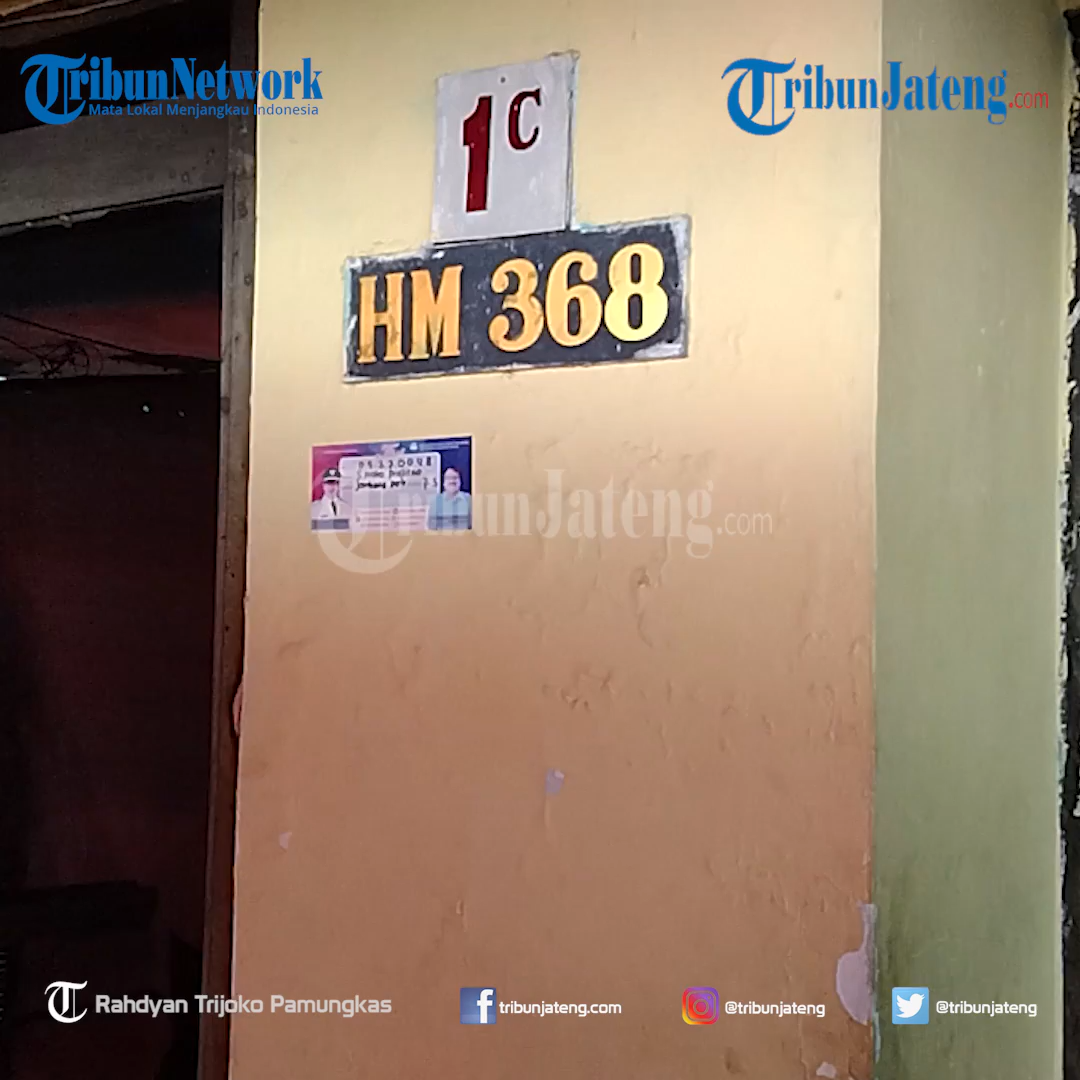 TribunNetwork
Mata Lokal Menjangkau Indonesia
TribunJateng.com
1C
HM 368
TribunJateng.com
Rahdyan Trijoko Pamungkas
tribunjateng.com
@tribunjateng
@tribunjateng